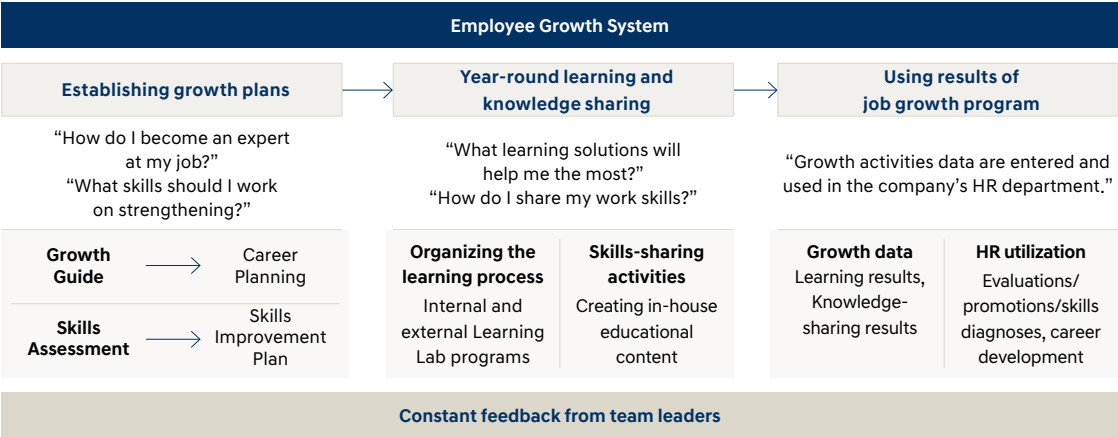 Employee Growth System
Establishing growth plans
“How do I become an expert
at my job?”
“What skills should I work
on strengthening?”
Growth
Guide
Career
Planning
Skills
Assessment
Skills
Improvement
Plan
Year-round learning and
knowledge sharing
“What learning solutions will
help me the most?”
“How do I share my work skills?”
Organizing the
learning process
Internal and
external Learning
Lab programs
Skills-sharing
activities
Creating in-house
educational
content
Using results of
job growth program
“Growth activities data are entered and
used in the company’s HR department.”
Growth data
Learning results,
Knowledge-
sharing results
HR utilization
Evaluations/
promotions/skills
diagnoses, career
development
Constant feedback from team leaders